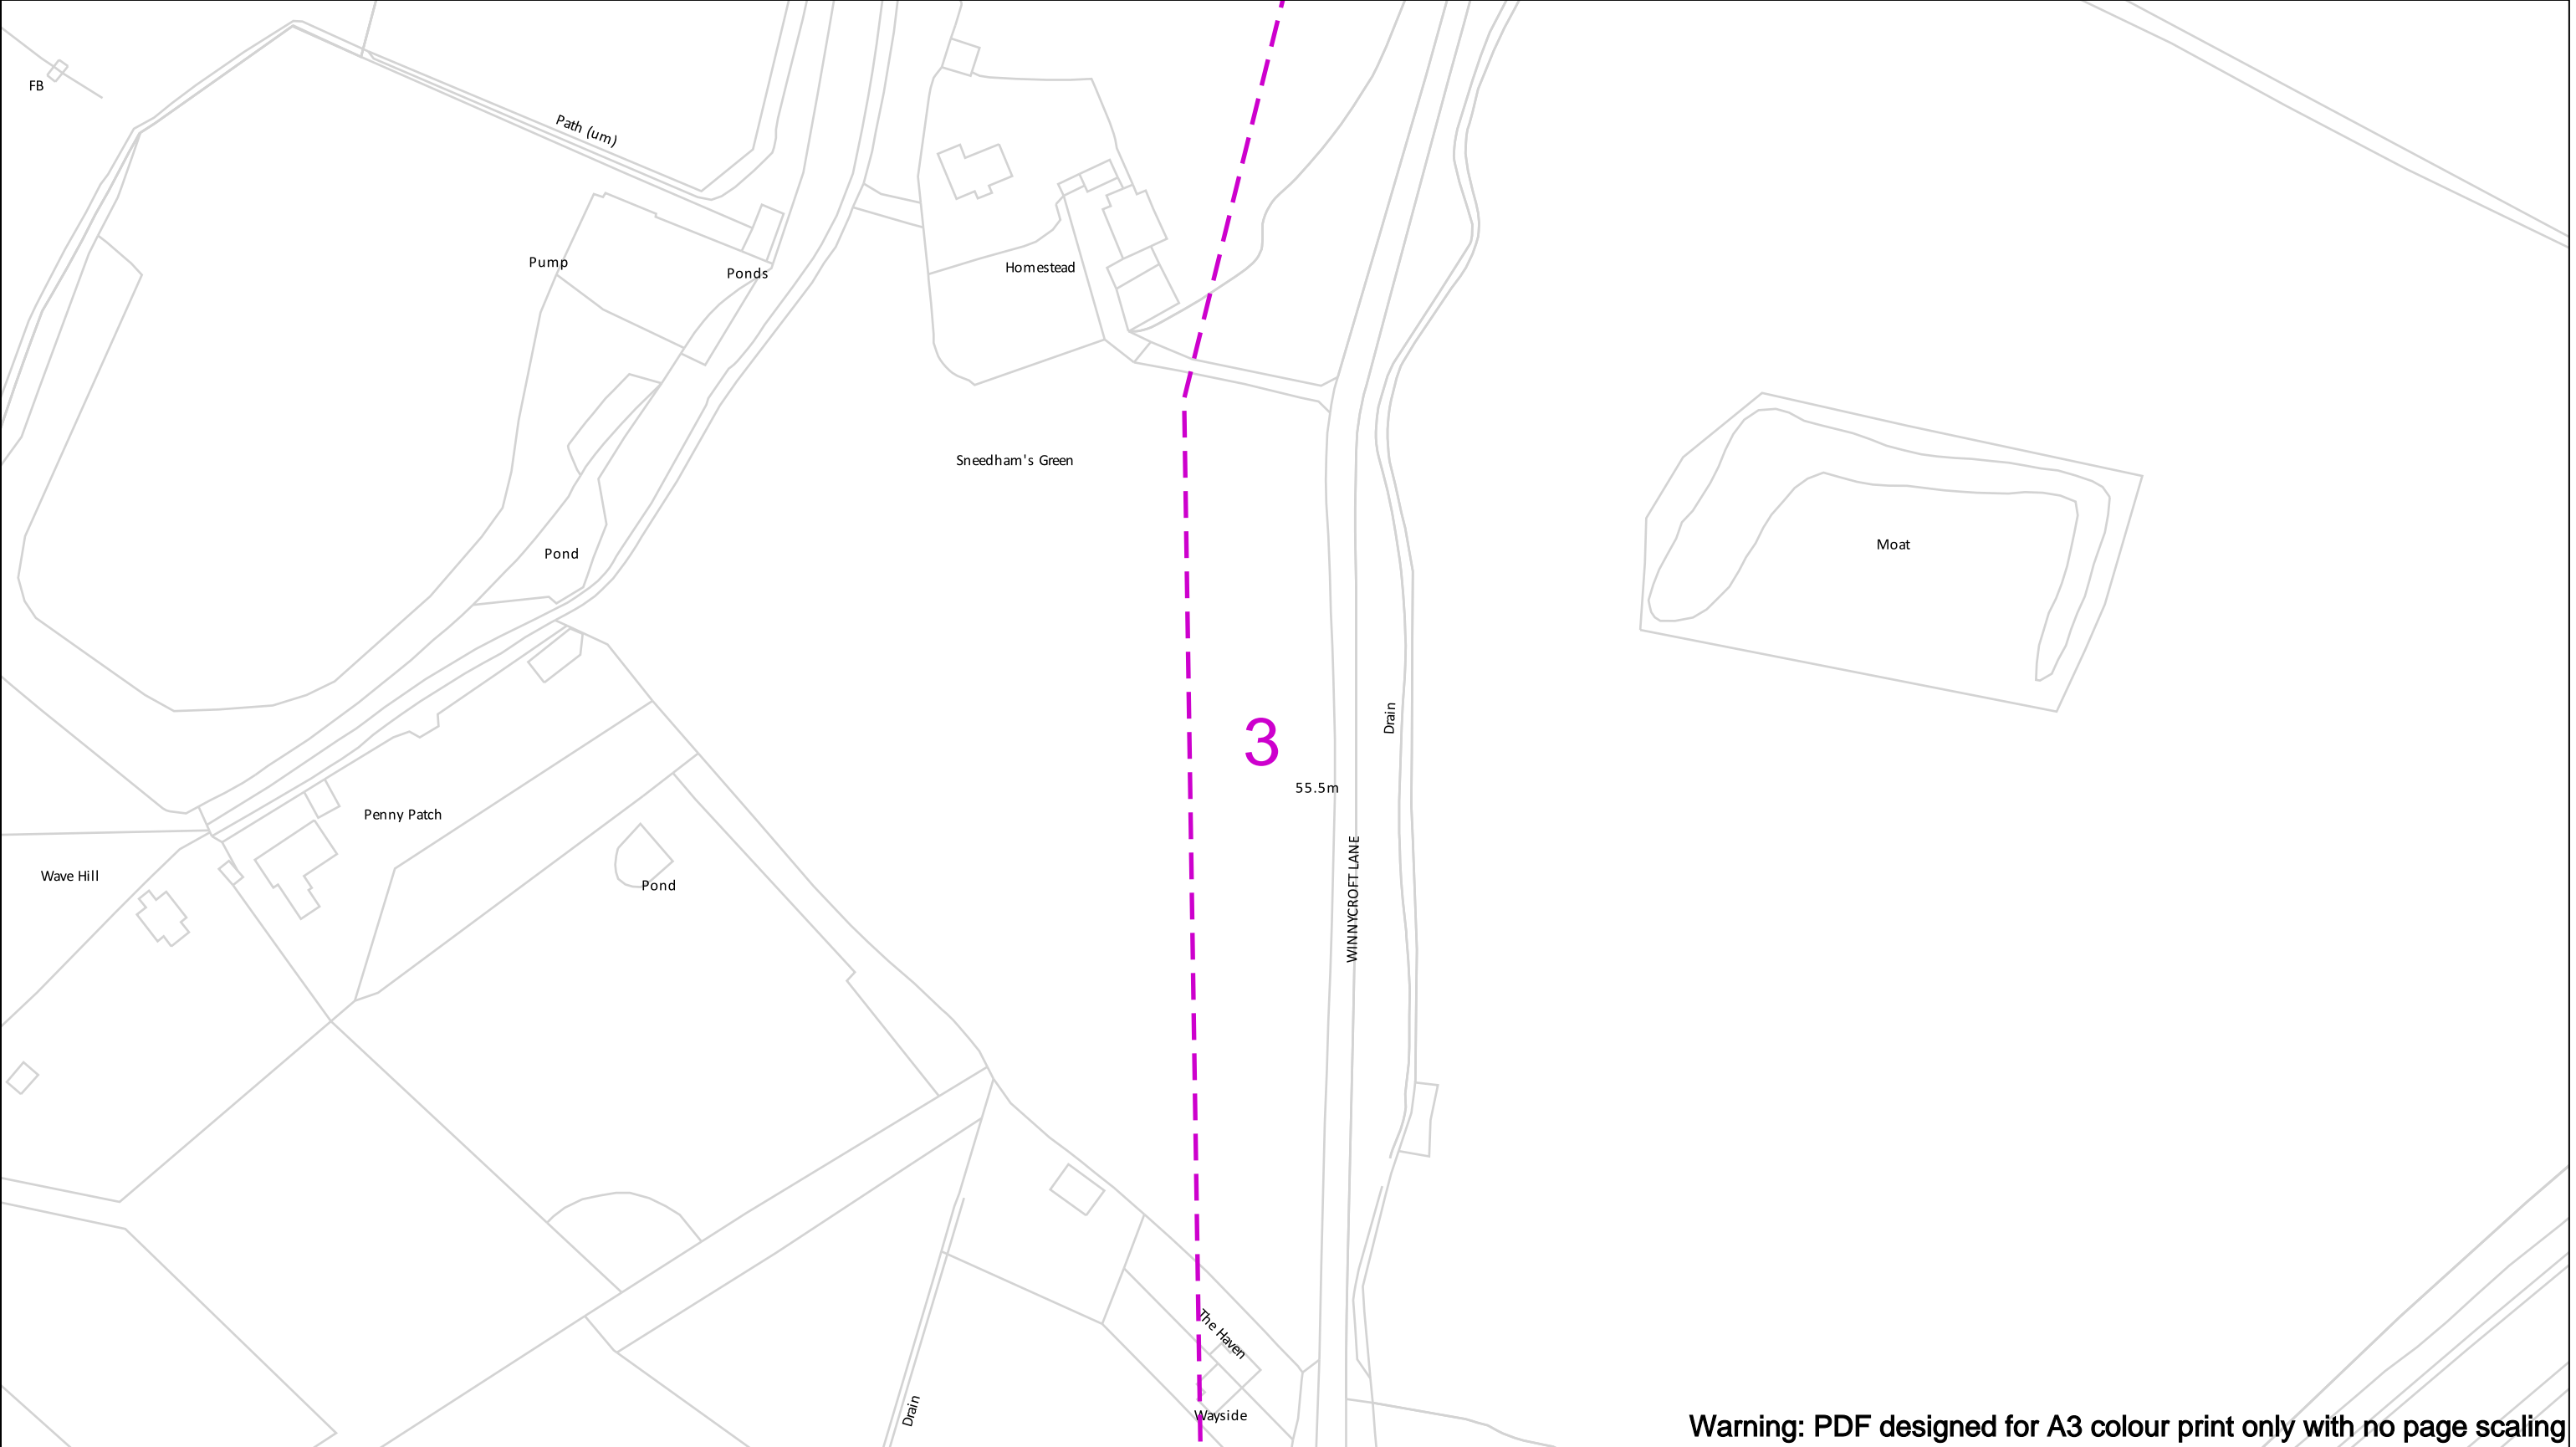 FB
Path (um)
Pump
Ponds
Homestead
Sneedham's Green
Pond
Moat
Drain
3
55.5m
Penny Patch
WINNYCROFT LANE
Wave Hill
Pond
The Haven
Drain
Wayside
Warning: PDF designed for A3 colour print only with no page scaling